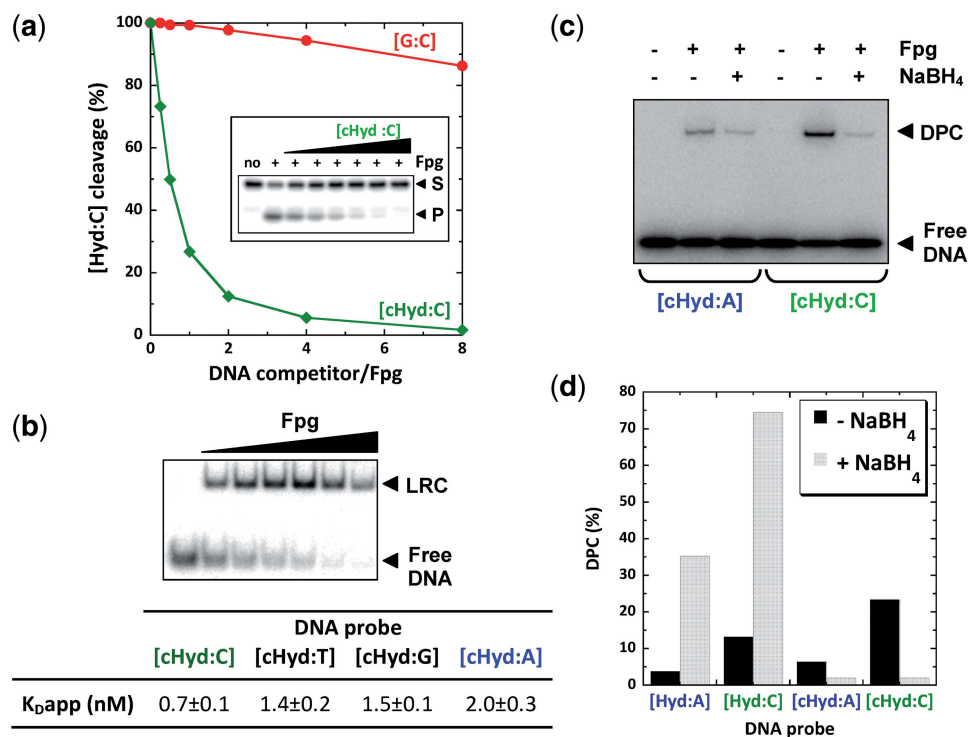 (a)
100
80
60
40
20
0
[Hyd:C] cleavage (%)
[G:C]
[cHyd :C]
no + + + + + + + Fpg
S
P
[cHyd:C]
0 2 4 6 8
DNA competitor/Fpg
(b)
Fpg
LRC
Free
DNA
DNA probe
[cHyd:C] [cHyd:T] [cHyd:G] [cHyd:A]
KDapp (nM) 0.7±0.1 1.4±0.2 1.5±0.1 2.0±0.3
(c)
- + + - + + Fpg
- - + - - + NaBH4
DPC
Free
DNA
[cHyd:A] [cHyd:C]
(d)
80
70
60
50
40
30
20
10
0
DPC (%)
- NaBH4
+ NaBH4
[Hyd:A] [Hyd:C] [cHyd:A] [cHyd:C]
DNA probe